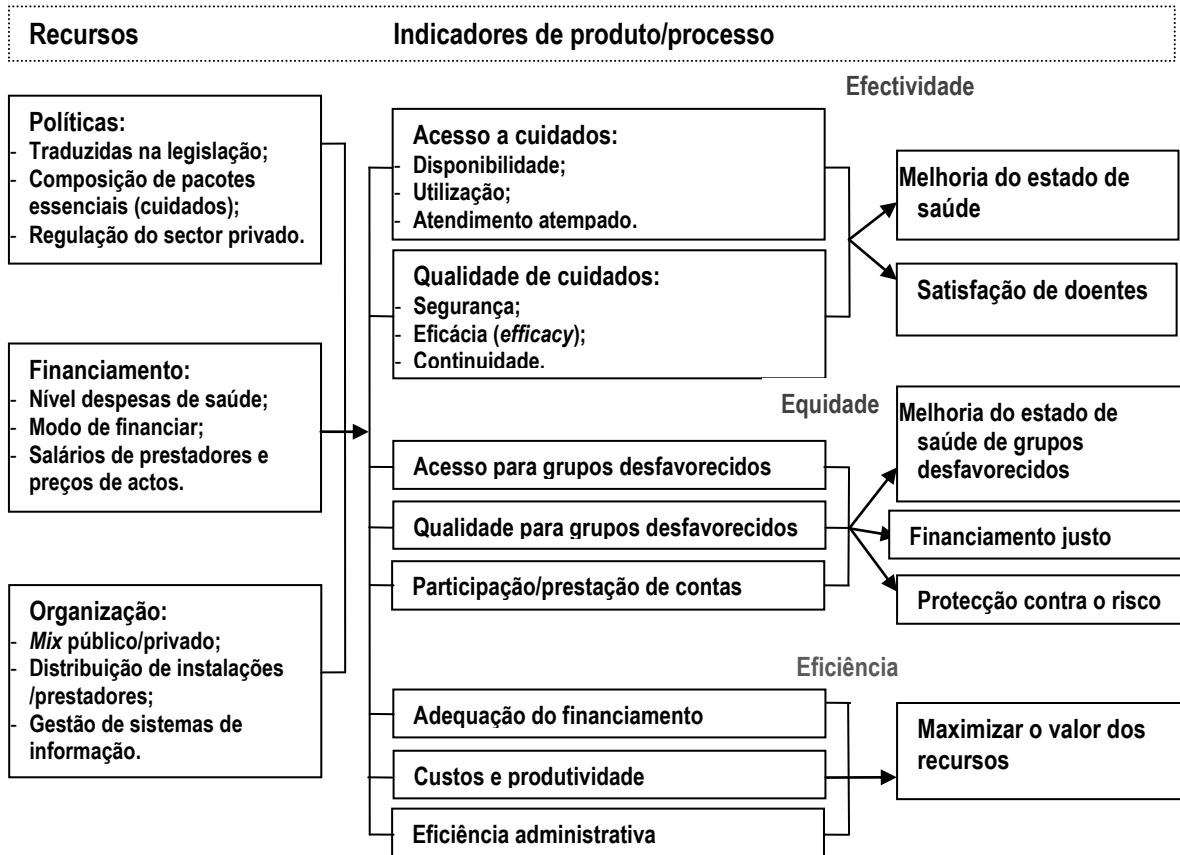 Recursos
Indicadores de produto/processo
Políticas:
- Traduzidas na legislação;
- Composição de pacotes
essenciais (cuidados);
- Regulação do sector privado.
Financiamento:
- Nível despesas de saúde;
- Modo de financiar;
- Salários de prestadores e
preços de actos.
Organização:
- Mix público/privado;
- Distribuição de instalações
/prestadores;
- Gestão de sistemas de
informação.
Efectividade
Acesso a cuidados:
- Disponibilidade;
- Utilização;
- Atendimento atempado.
Qualidade de cuidados:
- Segurança;
- Eficácia (efficacy);
- Continuidade.
Melhoria do estado de
saúde
Satisfação de doentes
Equidade
Acesso para grupos desfavorecidos
Qualidade para grupos desfavorecidos
Participação/prestação de contas
Melhoria do estado de
saúde de grupos
desfavorecidos
Financiamento justo
Protecção contra o risco
Eficiência
Adequação do financiamento
Custos e produtividade
Eficiência administrativa
Maximizar o valor dos
recursos